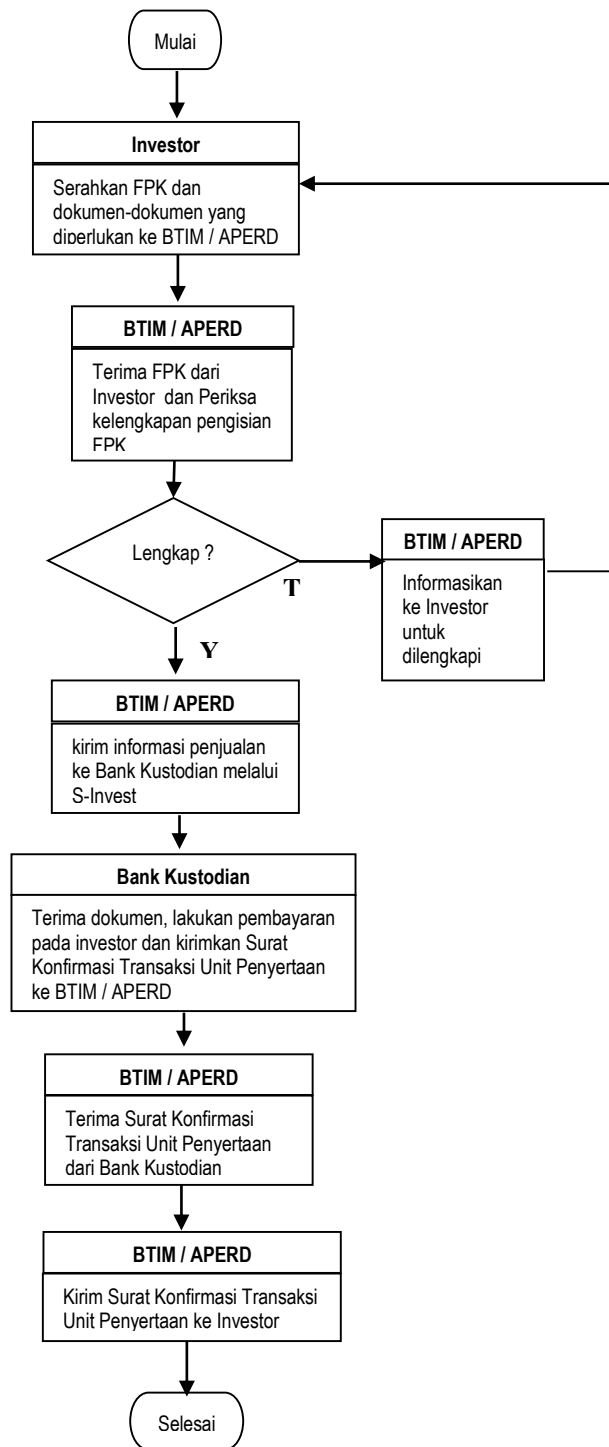 Mulai
Investor
Serahkan FPK dan
dokumen-dokumen yang
diperlukan ke BTIM / APERD
BTIM / APERD
Terima FPK dari
Investor dan Periksa
kelengkapan pengisian
FPK
Lengkap ?
T
BTIM / APERD
Informasikan
ke Investor
untuk
dilengkapi
Y
BTIM / APERD
kirim informasi penjualan
ke Bank Kustodian melalui
S-Invest
Bank Kustodian
Terima dokumen, lakukan pembayaran
pada investor dan kirimkan Surat
Konfirmasi Transaksi Unit Penyertaan
ke BTIM / APERD
BTIM / APERD
Terima Surat Konfirmasi
Transaksi Unit Penyertaan
dari Bank Kustodian
BTIM / APERD
Kirim Surat Konfirmasi Transaksi
Unit Penyertaan ke Investor
Selesai